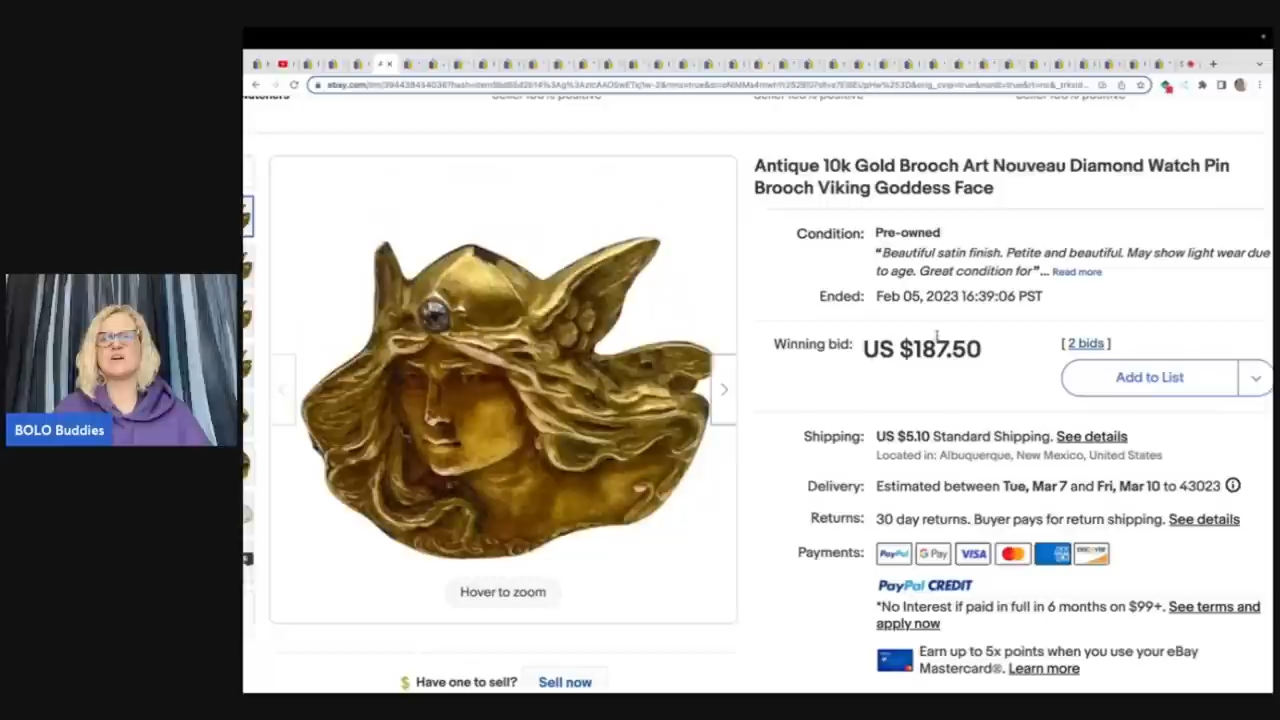 Antique 10k Gold Brooch Art Nouveau Diamond Watch Pin
Brooch Viking Goddess Face
Condition: Pre-owned
“Beautiful satin finish. Petite and beautiful. May show light wear due
to age. Great condition for”... Read more
Ended: Feb 05, 2023 16:39:06 PST
Winning bid: US $187.50 [ 2 bids ]
Add to List
Shipping: US $5.10 Standard Shipping. See details
Located in: Albuquerque, New Mexico, United States
Delivery: Estimated between Tue, Mar 7 and Fri, Mar 10 to 43023
Returns: 30 day returns. Buyer pays for return shipping. See details
Payments: PayPal G Pay VISA DISCOVER
PayPal CREDIT
*No Interest if paid in full in 6 months on $99+. See terms and
apply now
Earn up to 5x points when you use your eBay
Mastercard®. Learn more
Hover to zoom
Have one to sell? Sell now
BOLO Buddies